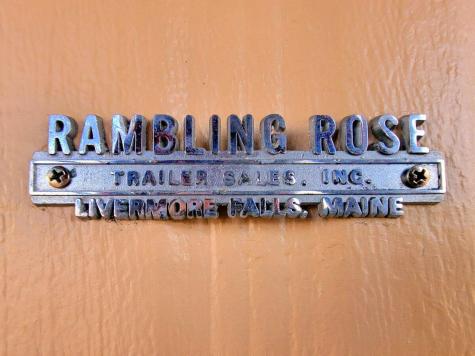 RAMBLING ROSE
TRAILER SALES, INC.
LIVERMORE FALLS, MAINE